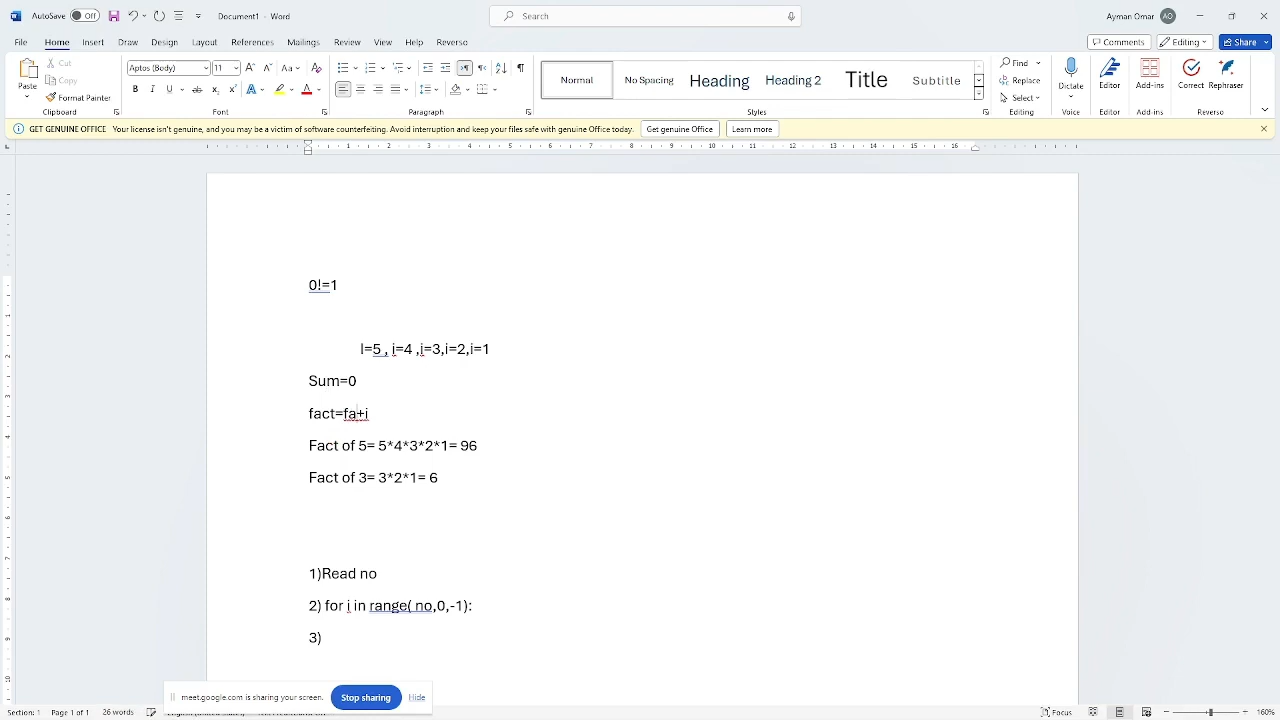 AutoSave Off Document1 - Word Search Ayman Omar AO
File Home Insert Draw Design Layout References Mailings Review View Help Reverso Comments Editing Share
Paste Cut Copy Format Painter Clipboard
Aptos (Body) 11 Font
Paragraph
Normal No Spacing Heading Heading 2 Title Subtitle Styles
Find Replace Select Editing
Dictate Voice
Editor Editor
Add-ins Add-ins
Correct Rephraser Reverso
GET GENUINE OFFICE Your license isn't genuine, and you may be a victim of software counterfeiting. Avoid interruption and keep your files safe with genuine Office today. Get genuine Office Learn more
0!=1
I=5 , i=4 ,i=3,i=2,i=1
Sum=0
fact=fa+i
Fact of 5= 5*4*3*2*1= 96
Fact of 3= 3*2*1= 6
1)Read no
2) for i in range( no,0,-1):
3)
meet.google.com is sharing your screen. Stop sharing Hide
Section: 1 Page 1 of 1 26 words Focus 160%